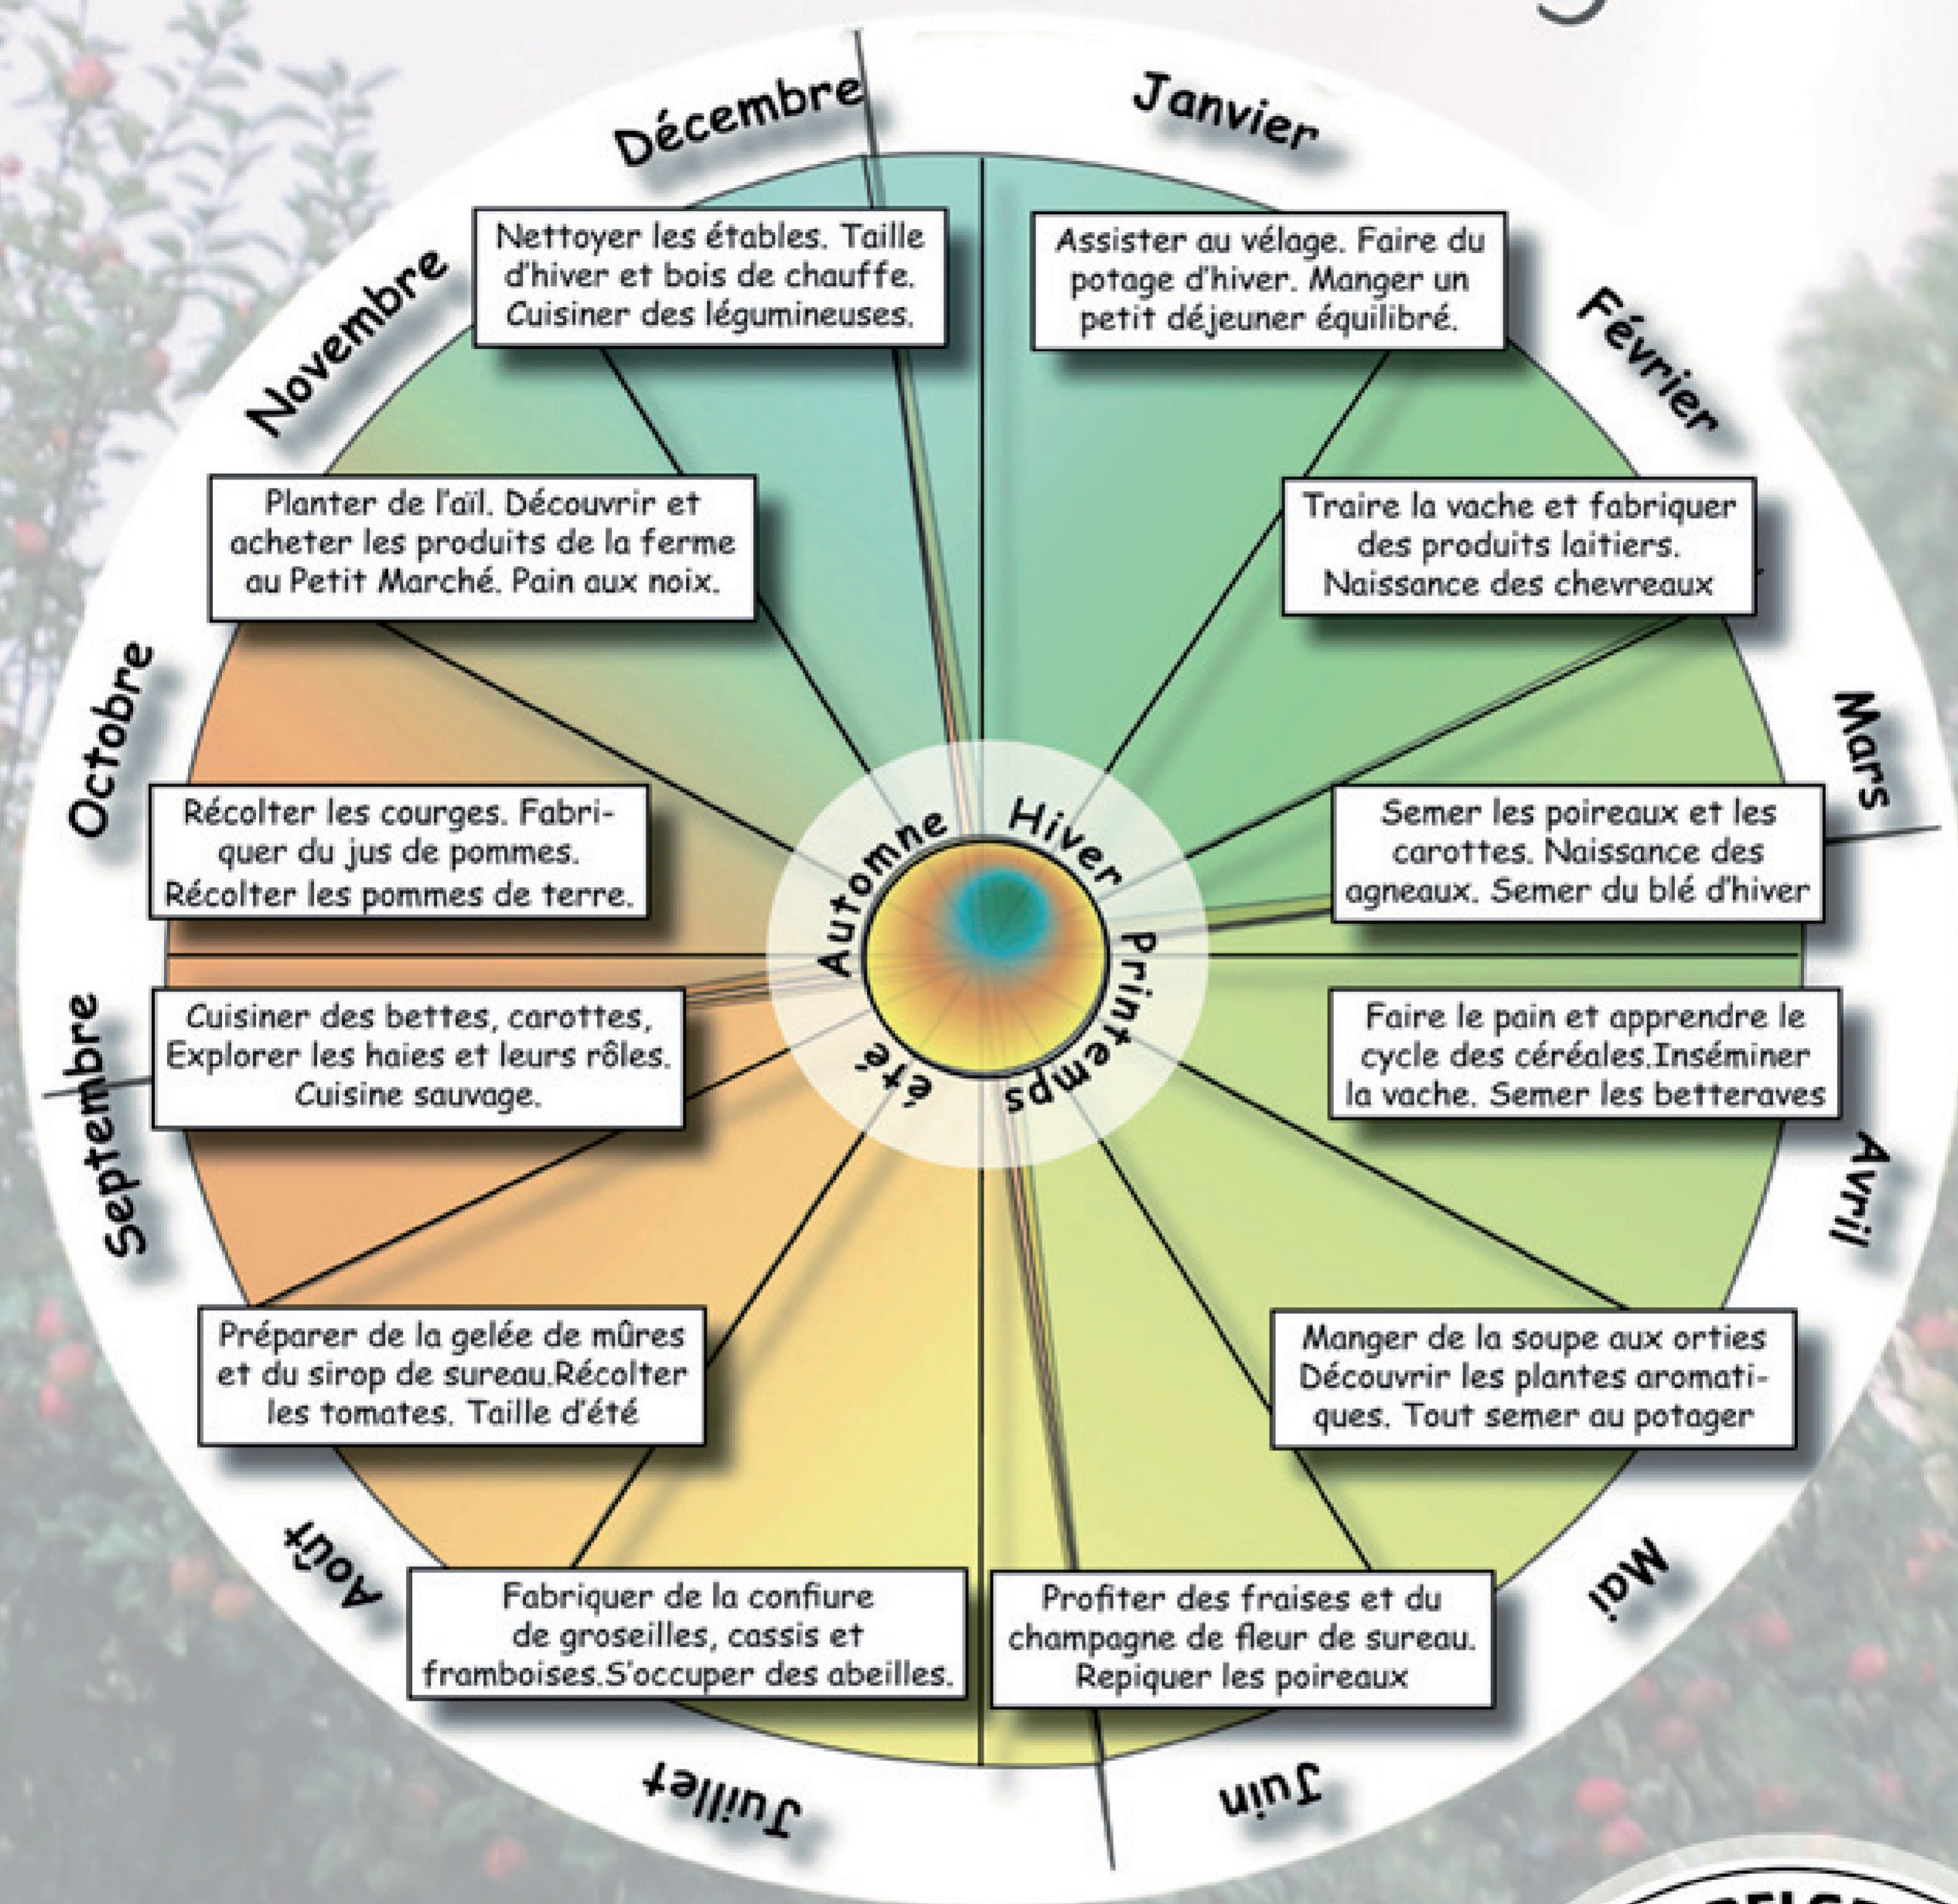 Décembre
Janvier
Nettoyer les étables. Taille
d'hiver et bois de chauffe.
Cuisiner des légumineuses.
Assister au vélage. Faire du
potage d'hiver. Manger un
petit déjeuner équilibré.
Novembre
Février
Planter de l'aïl. Découvrir et
acheter les produits de la ferme
au Petit Marché. Pain aux noix.
Traire la vache et fabriquer
des produits laitiers.
Naissance des chevreaux
Octobre
Mars
Récolter les courges. Fabri-
quer du jus de pommes.
Récolter les pommes de terre.
Semer les poireaux et les
carottes. Naissance des
agneaux. Semer du blé d'hiver
Automne
Hiver
Printemps
été
Septembre
Cuisiner des bettes, carottes,
Explorer les haies et leurs rôles.
Cuisine sauvage.
Faire le pain et apprendre le
cycle des céréales.Inséminer
la vache. Semer les betteraves
Avril
Préparer de la gelée de mûres
et du sirop de sureau.Récolter
les tomates. Taille d'été
Manger de la soupe aux orties
Découvrir les plantes aromati-
ques. Tout semer au potager
Août
Mai
Fabriquer de la confiure
de groseilles, cassis et
framboises.S'occuper des abeilles.
Profiter des fraises et du
champagne de fleur de sureau.
Repiquer les poireaux
Juillet
Juin